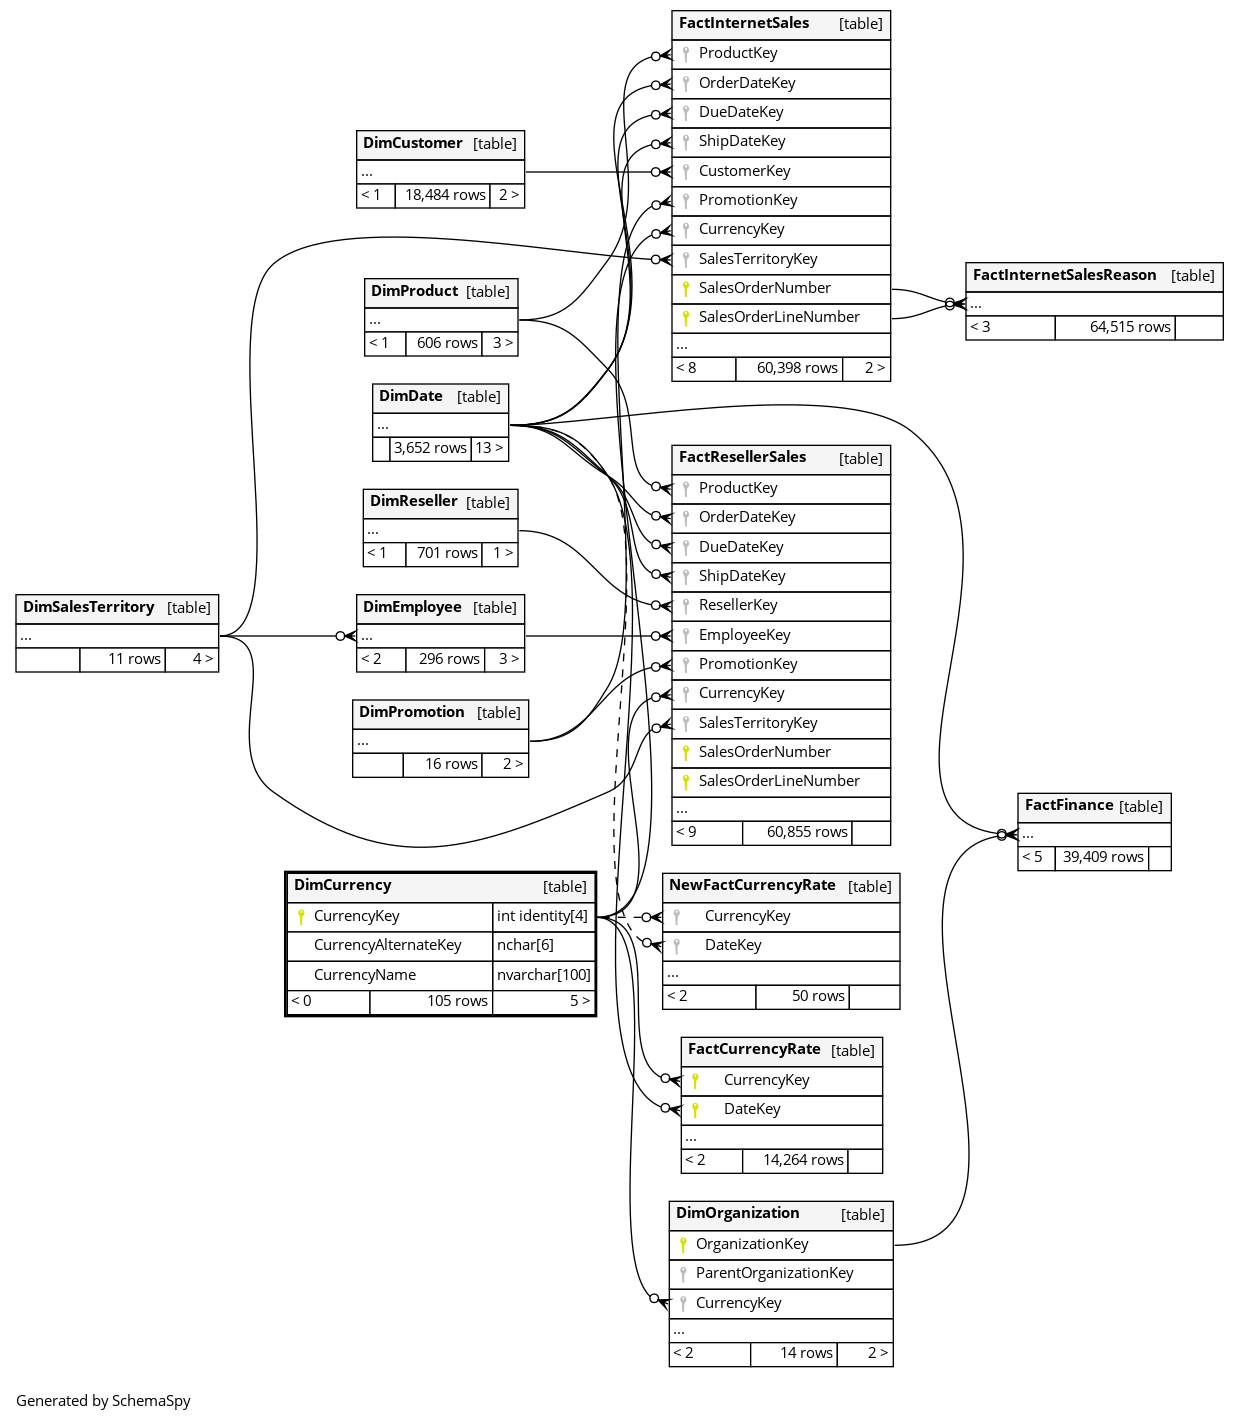 FactInternetSales [table]
ProductKey
OrderDateKey
DueDateKey
ShipDateKey
CustomerKey
PromotionKey
CurrencyKey
SalesTerritoryKey
SalesOrderNumber
SalesOrderLineNumber
...
< 8 60,398 rows 2 >
DimCustomer [table]
...
< 1 18,484 rows 2 >
FactInternetSalesReason [table]
...
< 3 64,515 rows
DimProduct [table]
...
< 1 606 rows 3 >
DimDate [table]
...
3,652 rows 13 >
FactResellerSales [table]
ProductKey
OrderDateKey
DueDateKey
ShipDateKey
ResellerKey
EmployeeKey
PromotionKey
CurrencyKey
SalesTerritoryKey
SalesOrderNumber
SalesOrderLineNumber
...
< 9 60,855 rows
DimReseller [table]
...
< 1 701 rows 1 >
DimSalesTerritory [table]
...
11 rows 4 >
DimEmployee [table]
...
< 2 296 rows 3 >
DimPromotion [table]
...
16 rows 2 >
FactFinance [table]
...
< 5 39,409 rows
DimCurrency [table]
CurrencyKey int identity[4]
CurrencyAlternateKey nchar[6]
CurrencyName nvarchar[100]
< 0 105 rows 5 >
NewFactCurrencyRate [table]
CurrencyKey
DateKey
...
< 2 50 rows
FactCurrencyRate [table]
CurrencyKey
DateKey
...
< 2 14,264 rows
DimOrganization [table]
OrganizationKey
ParentOrganizationKey
CurrencyKey
...
< 2 14 rows 2 >
Generated by SchemaSpy